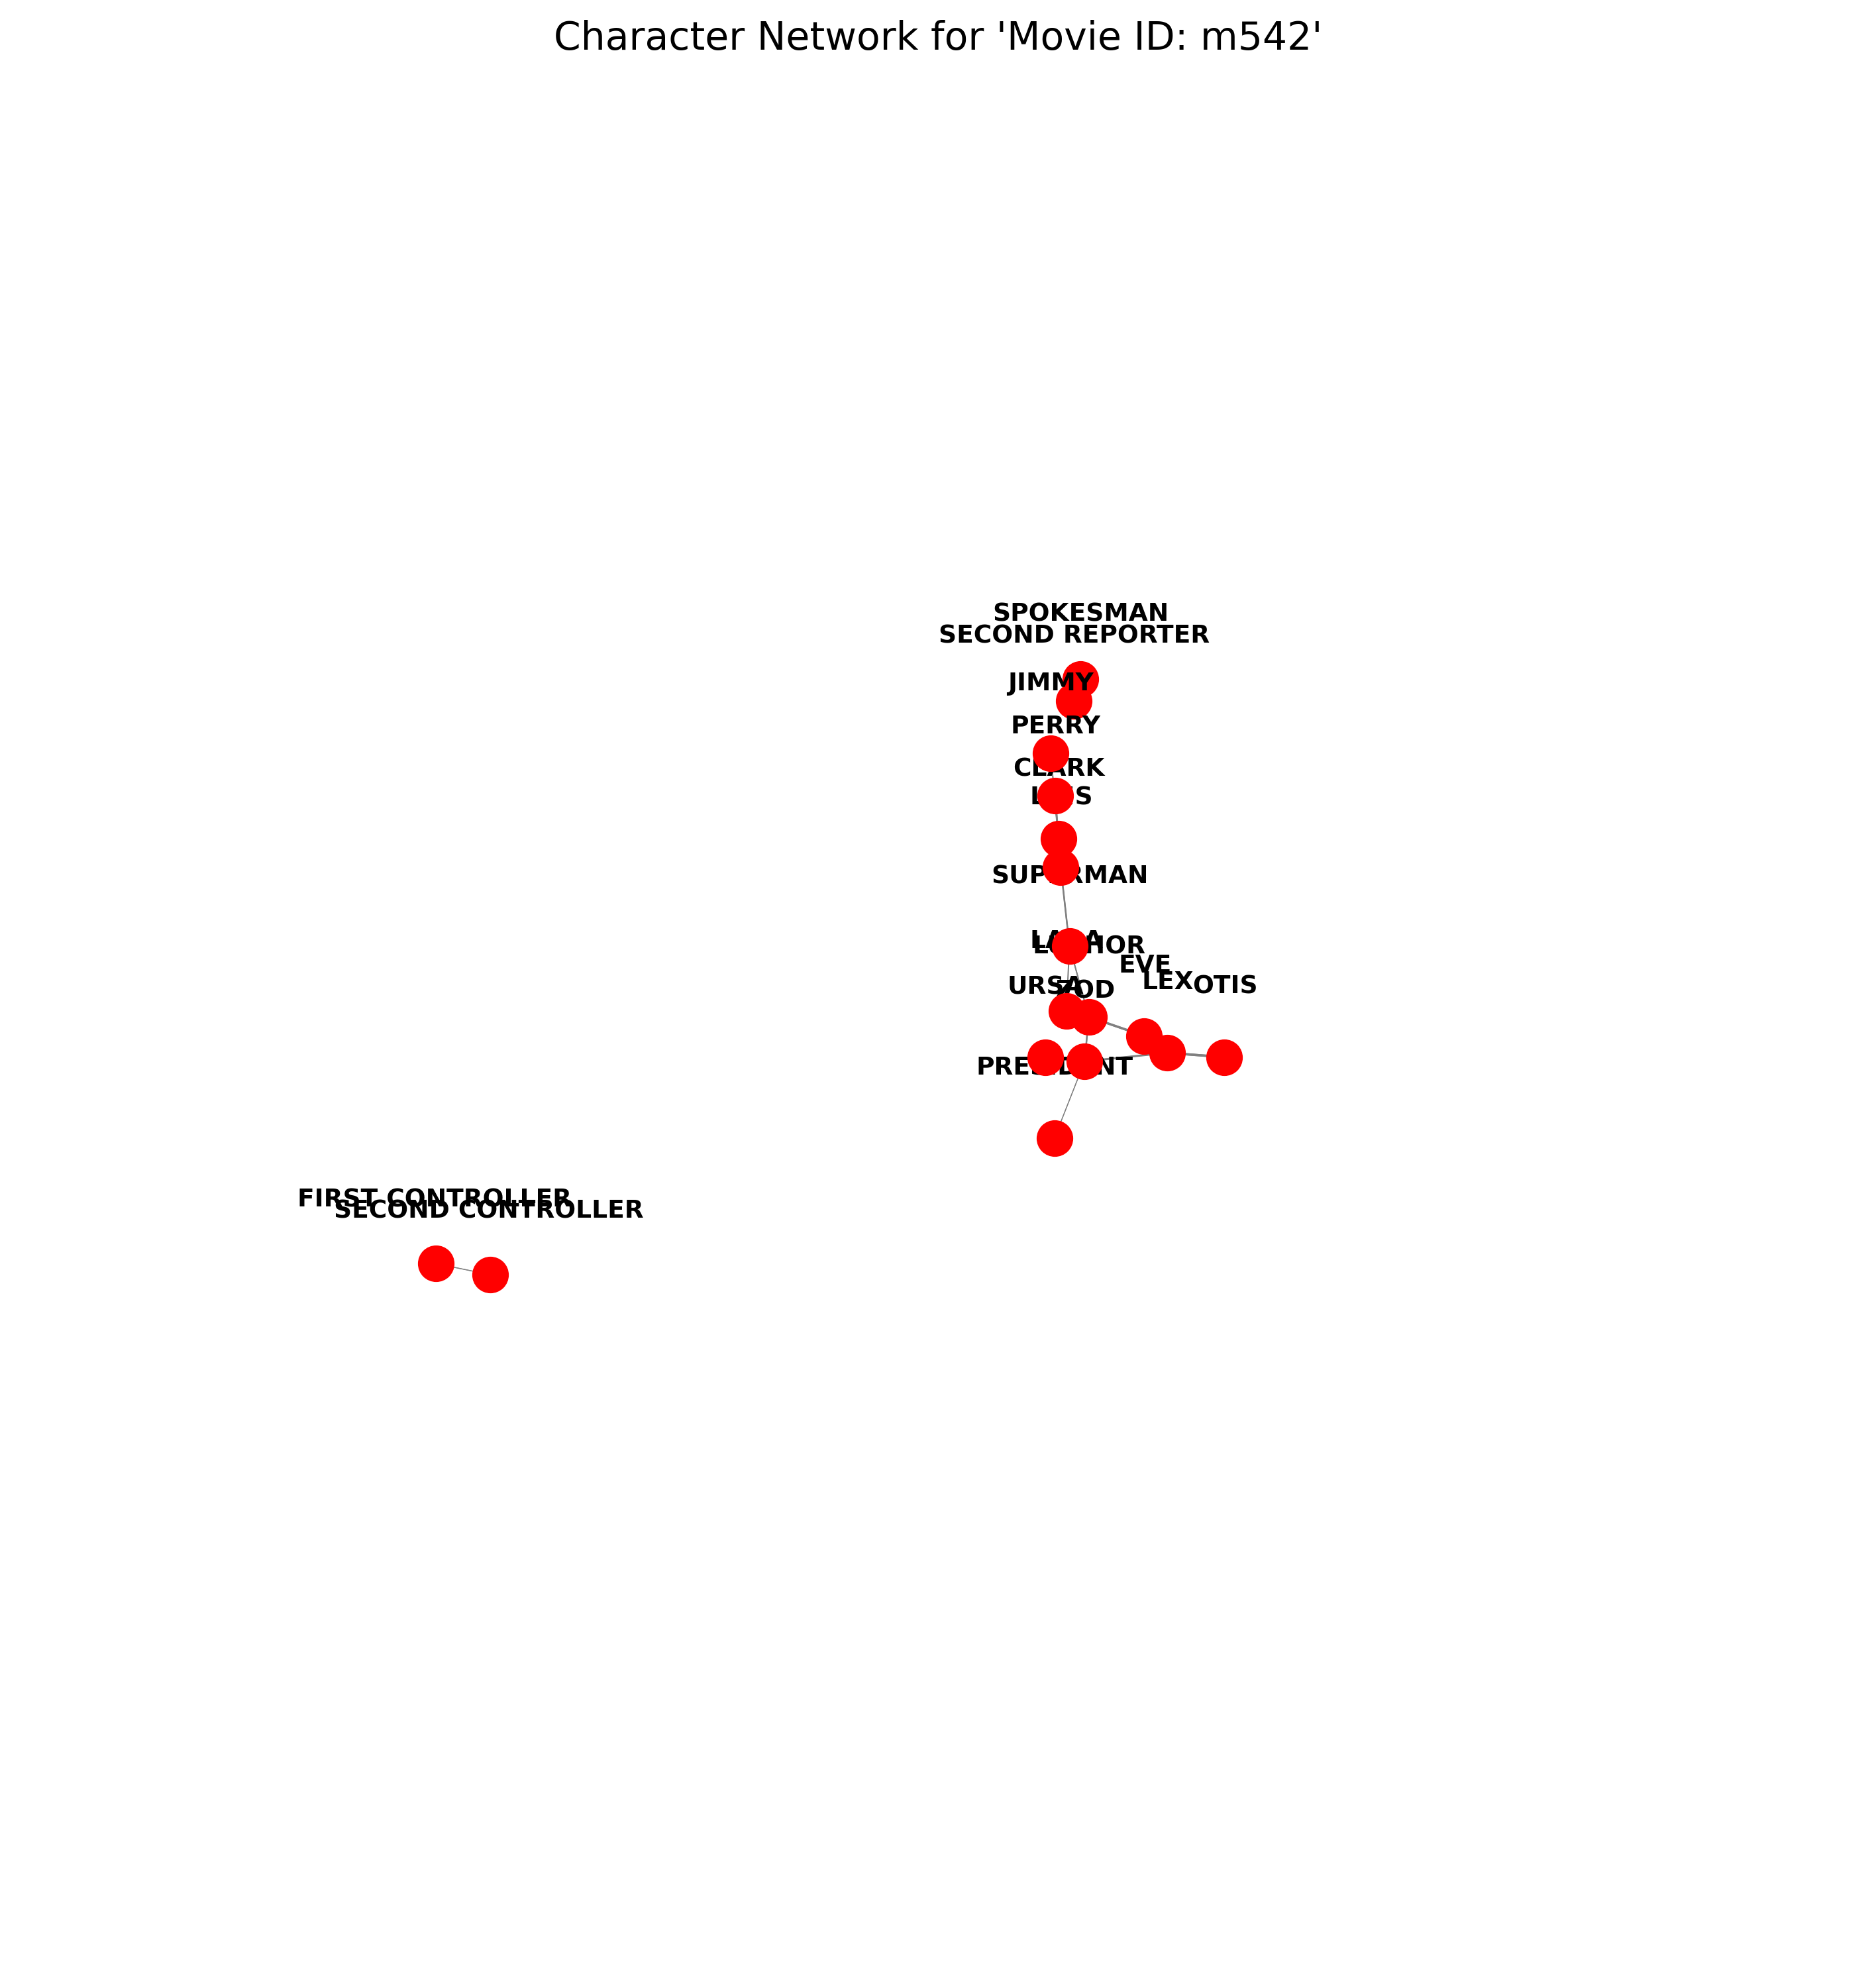 Character Network for 'Movie ID: m542'
SPOKESMAN
SECOND REPORTER
JIMMY
PERRY
CLARK
SUPERMAN
EVE
LEX
OTIS
URSA
ZOD
PRESIDENT
FIRST CONTROLLER
SECOND CONTROLLER